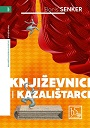 Boris SENKER
KNJIŽEVNICI
I KAZALIŠTARCI